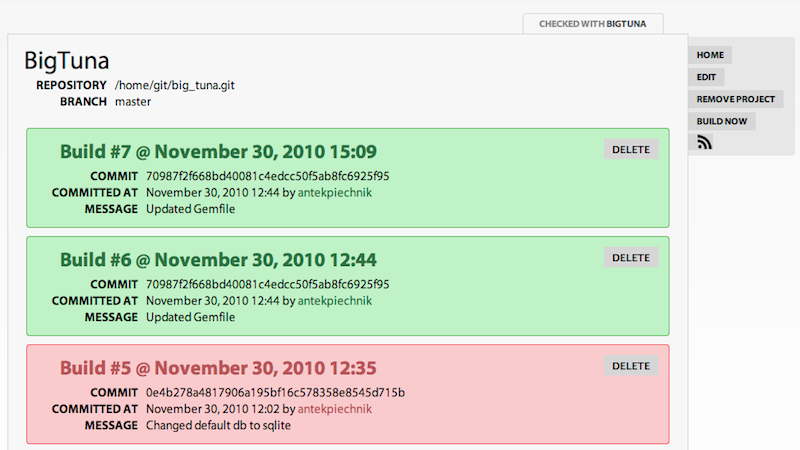 CHECKED WITH BIGTUNA
BigTuna
REPOSITORY /home/git/big_tuna.git
BRANCH master
HOME
EDIT
REMOVE PROJECT
BUILD NOW
Build #7 @ November 30, 2010 15:09
DELETE
COMMIT 70987f2f668bd40081c4edcc50f5ab8fc6925f95
COMMITTED AT November 30, 2010 12:44 by antekpiechnik
MESSAGE Updated Gemfile
Build #6 @ November 30, 2010 12:44
DELETE
COMMIT 70987f2f668bd40081c4edcc50f5ab8fc6925f95
COMMITTED AT November 30, 2010 12:44 by antekpiechnik
MESSAGE Updated Gemfile
Build #5 @ November 30, 2010 12:35
DELETE
COMMIT 0e4b278a4817906a195bf16c578358e8545d715b
COMMITTED AT November 30, 2010 12:02 by antekpiechnik
MESSAGE Changed default db to sqlite